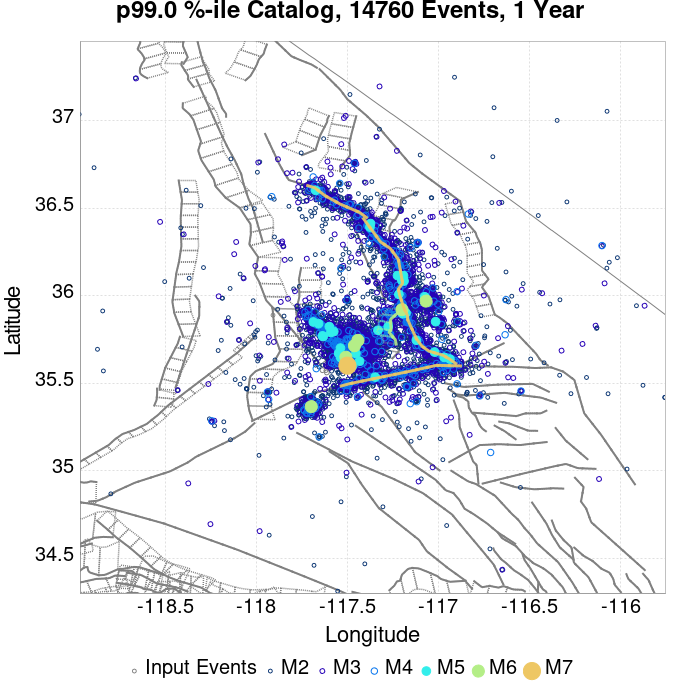 p99.0 %-ile Catalog, 14760 Events, 1 Year
Latitude
37
36.5
36
35.5
35
34.5
-118.5 -118 -117.5 -117 -116.5 -116
Longitude
Input Events M2 M3 M4 M5 M6 M7